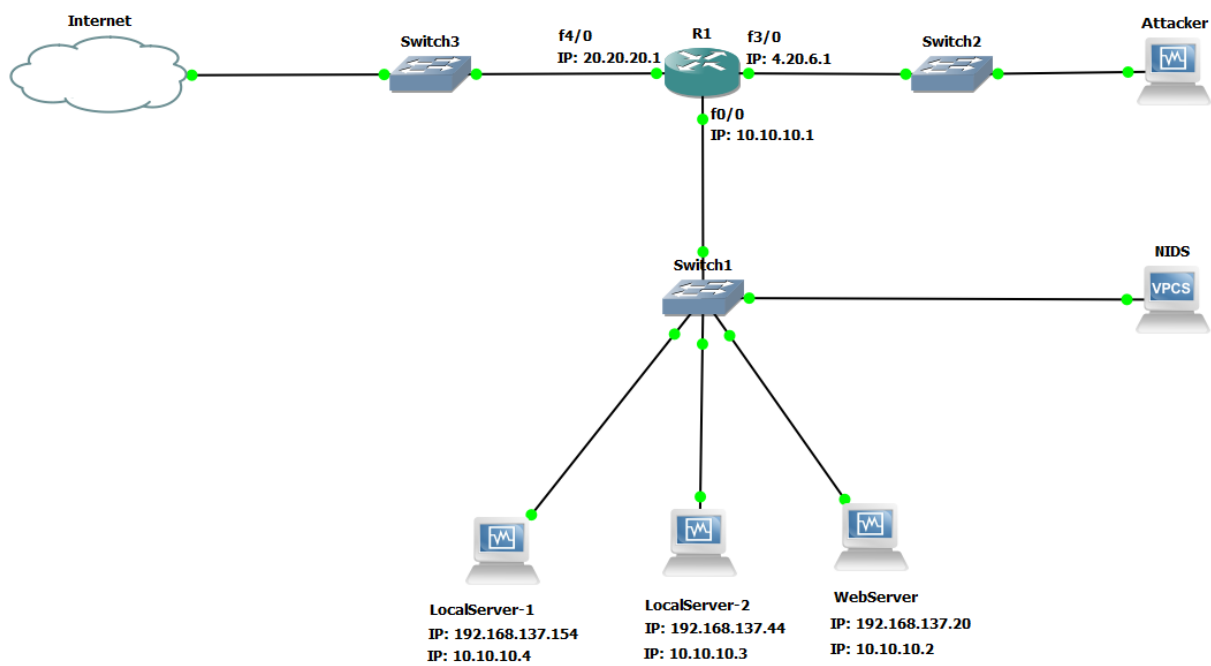 Internet
Switch3
f4/0
IP: 20.20.20.1
R1
f3/0
IP: 4.20.6.1
Switch2
Attacker
f0/0
IP: 10.10.10.1
Switch1
NIDS
VPCS
LocalServer-1
IP: 192.168.137.154
IP: 10.10.10.4
LocalServer-2
IP: 192.168.137.44
IP: 10.10.10.3
WebServer
IP: 192.168.137.20
IP: 10.10.10.2